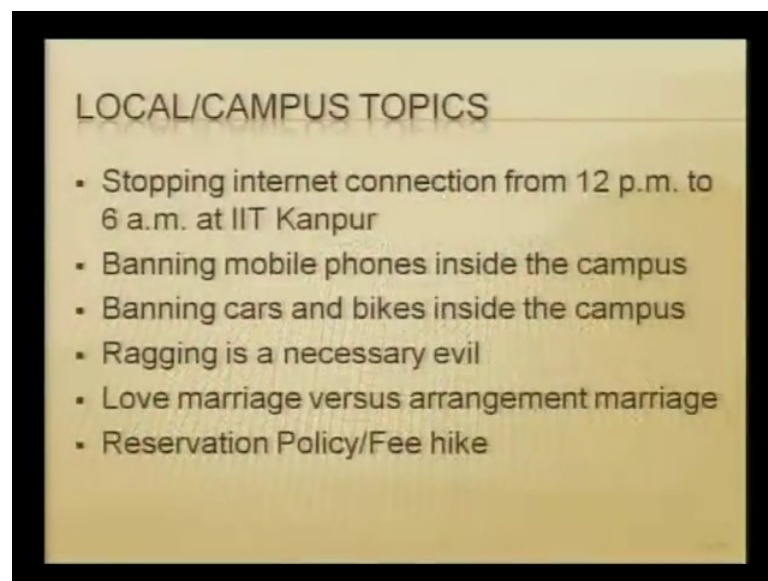 LOCAL/CAMPUS TOPICS
▪ Stopping internet connection from 12 p.m. to
6 a.m. at IIT Kanpur
▪ Banning mobile phones inside the campus
▪ Banning cars and bikes inside the campus
▪ Ragging is a necessary evil
▪ Love marriage versus arrangement marriage
▪ Reservation Policy/Fee hike